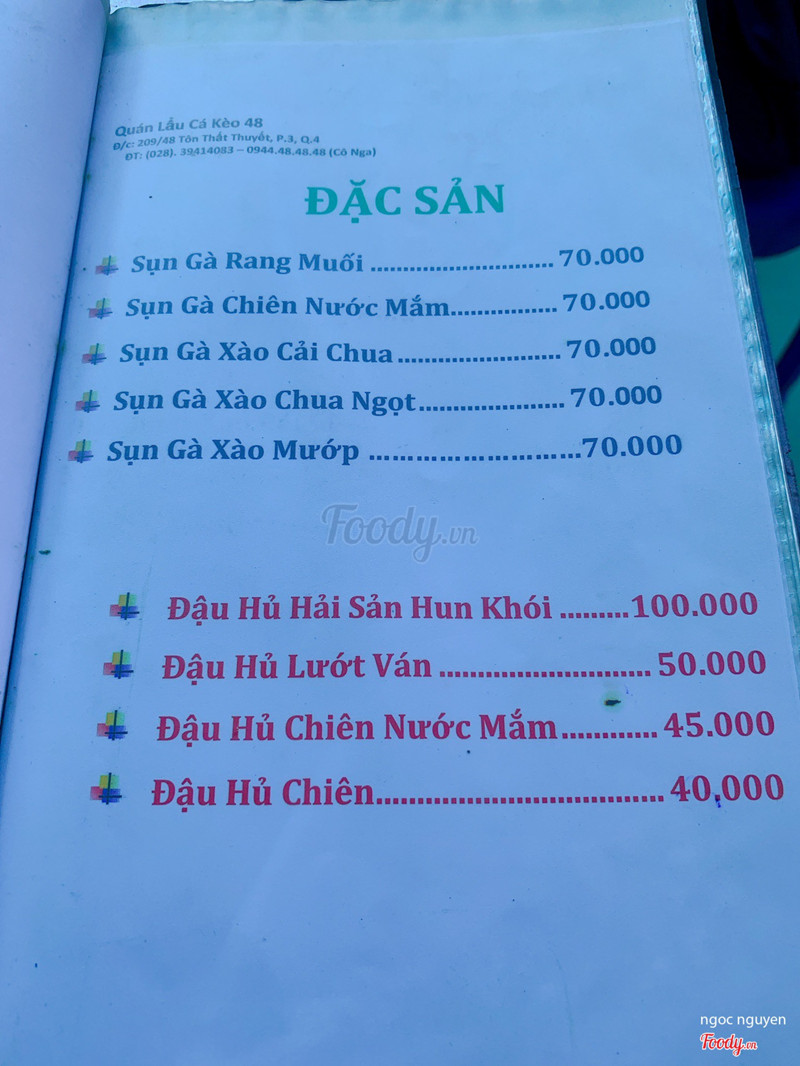 Quán Lẩu Cá Kèo 48
Đ/c: 209/48 Tôn Thất Thuyết, P.3, Q.4
ĐT: (028). 39414083 – 0944.48.48.48 (Cô Nga)
ĐẶC SẢN
Sụn Gà Rang Muối ............................. 70.000
Sụn Gà Chiên Nước Mắm................. 70.000
Sụn Gà Xào Cải Chua......................... 70.000
Sụn Gà Xào Chua Ngọt...................... 70.000
Sụn Gà Xào Mướp ..............................70.000
Foody.vn
Đậu Hủ Hải Sản Hun Khói .........100.000
Đậu Hủ Lướt Ván ........................... 50.000
Đậu Hủ Chiên Nước Mắm............ 45.000
Đậu Hủ Chiên................................... 40.000
ngoc nguyen
Foody.vn